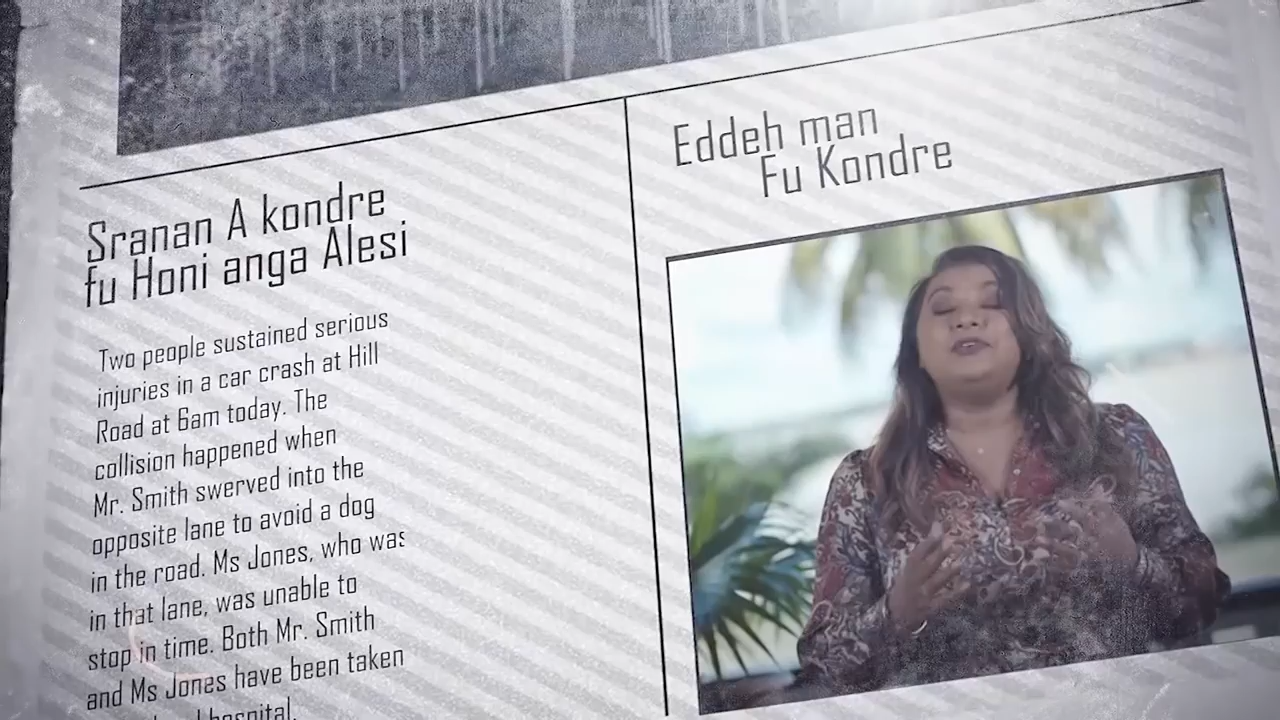 Sranan A kondre
fu Honi anga Alesi
Two people sustained serious
injuries in a car crash at Hill
Road at 6am today. The
collision happened when
Mr. Smith swerved into the
opposite lane to avoid a dog
in the road. Ms Jones, who was
in that lane, was unable to
stop in time. Both Mr. Smith
and Ms Jones have been taken
hospital.
Eddeh man
Fu Kondre